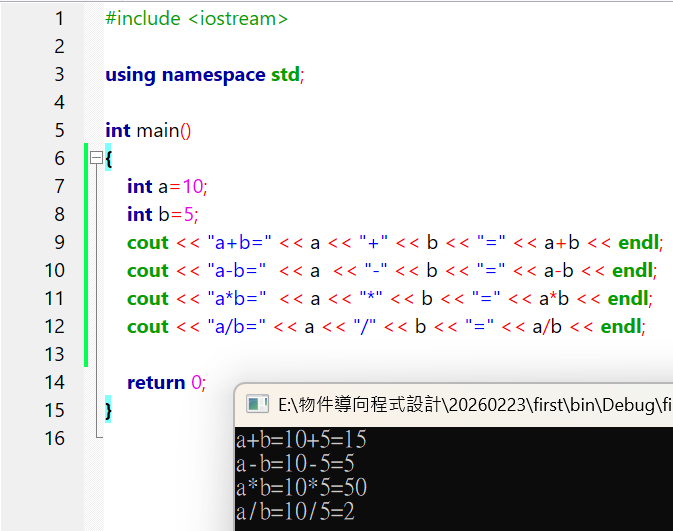 1 #include <iostream>
2
3 using namespace std;
4
5 int main()
6 {
7 int a=10;
8 int b=5;
9 cout << "a+b=" << a << "+" << b << "=" << a+b << endl;
10 cout << "a-b=" << a << "-" << b << "=" << a-b << endl;
11 cout << "a*b=" << a << "*" << b << "=" << a*b << endl;
12 cout << "a/b=" << a << "/" << b << "=" << a/b << endl;
13
14 return 0;
15 }
16
E:\物件導向程式設計\20260223\first\bin\Debug\fi
a+b=10+5=15
a-b=10-5=5
a*b=10*5=50
a/b=10/5=2